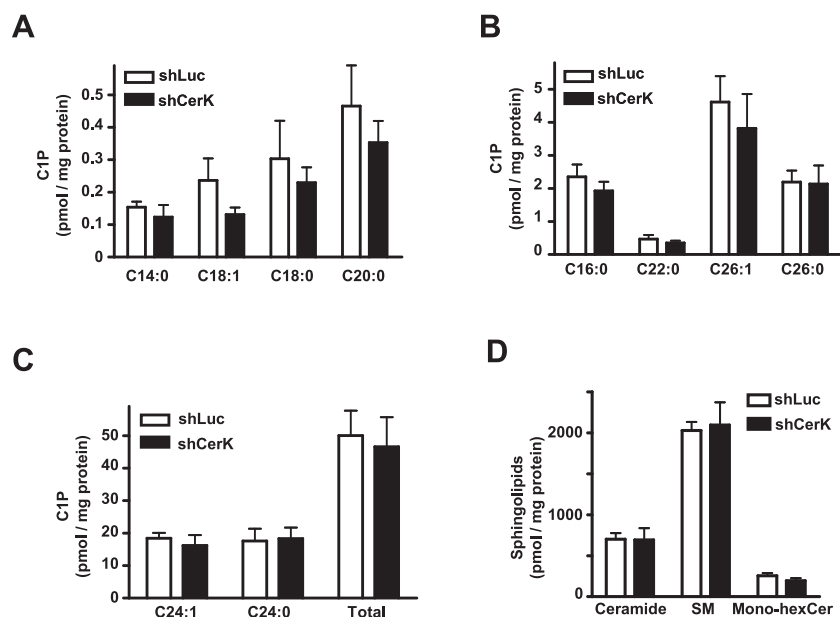 A
shLuc
shCerK
C1P
(pmol / mg protein)
0.5
0.4
0.3
0.2
0.1
0
C14:0 C18:1 C18:0 C20:0
B
shLuc
shCerK
C1P
(pmol / mg protein)
5
4
3
2
1
0
C16:0 C22:0 C26:1 C26:0
C
shLuc
shCerK
C1P
(pmol / mg protein)
50
40
30
20
10
0
C24:1 C24:0 Total
D
shLuc
shCerK
Sphingolipids
(pmol / mg protein)
2000
1000
0
Ceramide SM Mono-hexCer